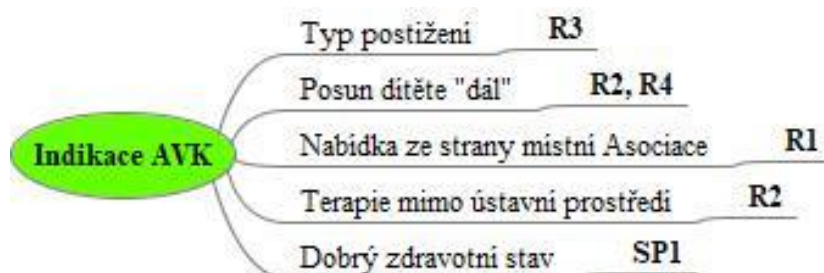 Typ postižení R3
Posun dítěte "dál" R2, R4
Indikace AVK
Nabídka ze strany místní Asociace R1
Terapie mimo ústavní prostředí R2
Dobrý zdravotní stav SP1